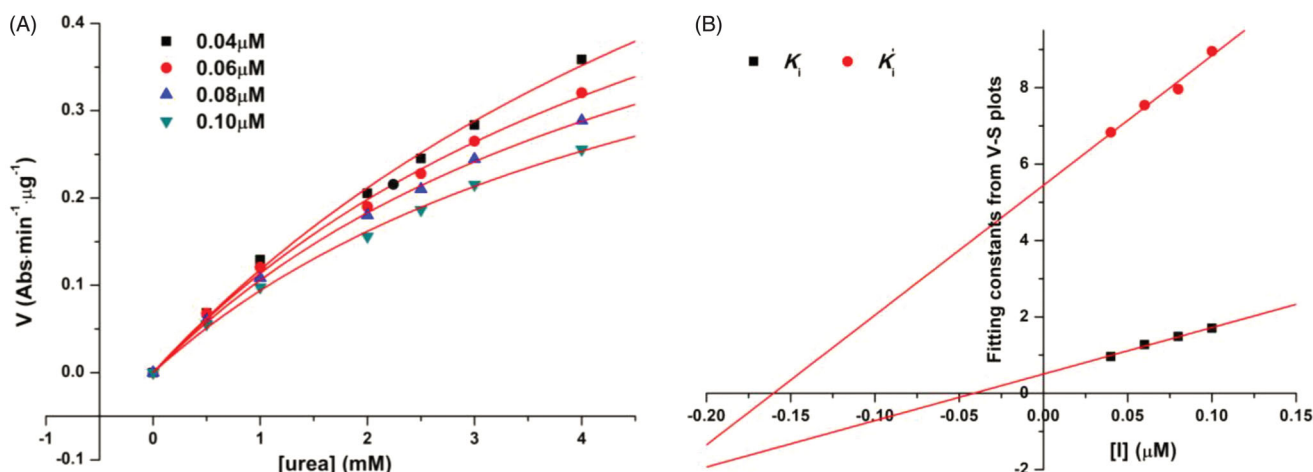 (A)
0.4
0.3
0.2
0.1
0.0
-0.1
V (Abs·min⁻¹·μg⁻¹)
0.04μM
0.06μM
0.08μM
0.10μM
-1
0
1
2
3
4
[urea] (mM)
(B)
Kᵢ
Kᵢ'
Fitting constants from V-S plots
8
6
4
2
0
-2
-0.20
-0.15
-0.10
-0.05
0.00
0.05
0.10
0.15
[I] (μM)